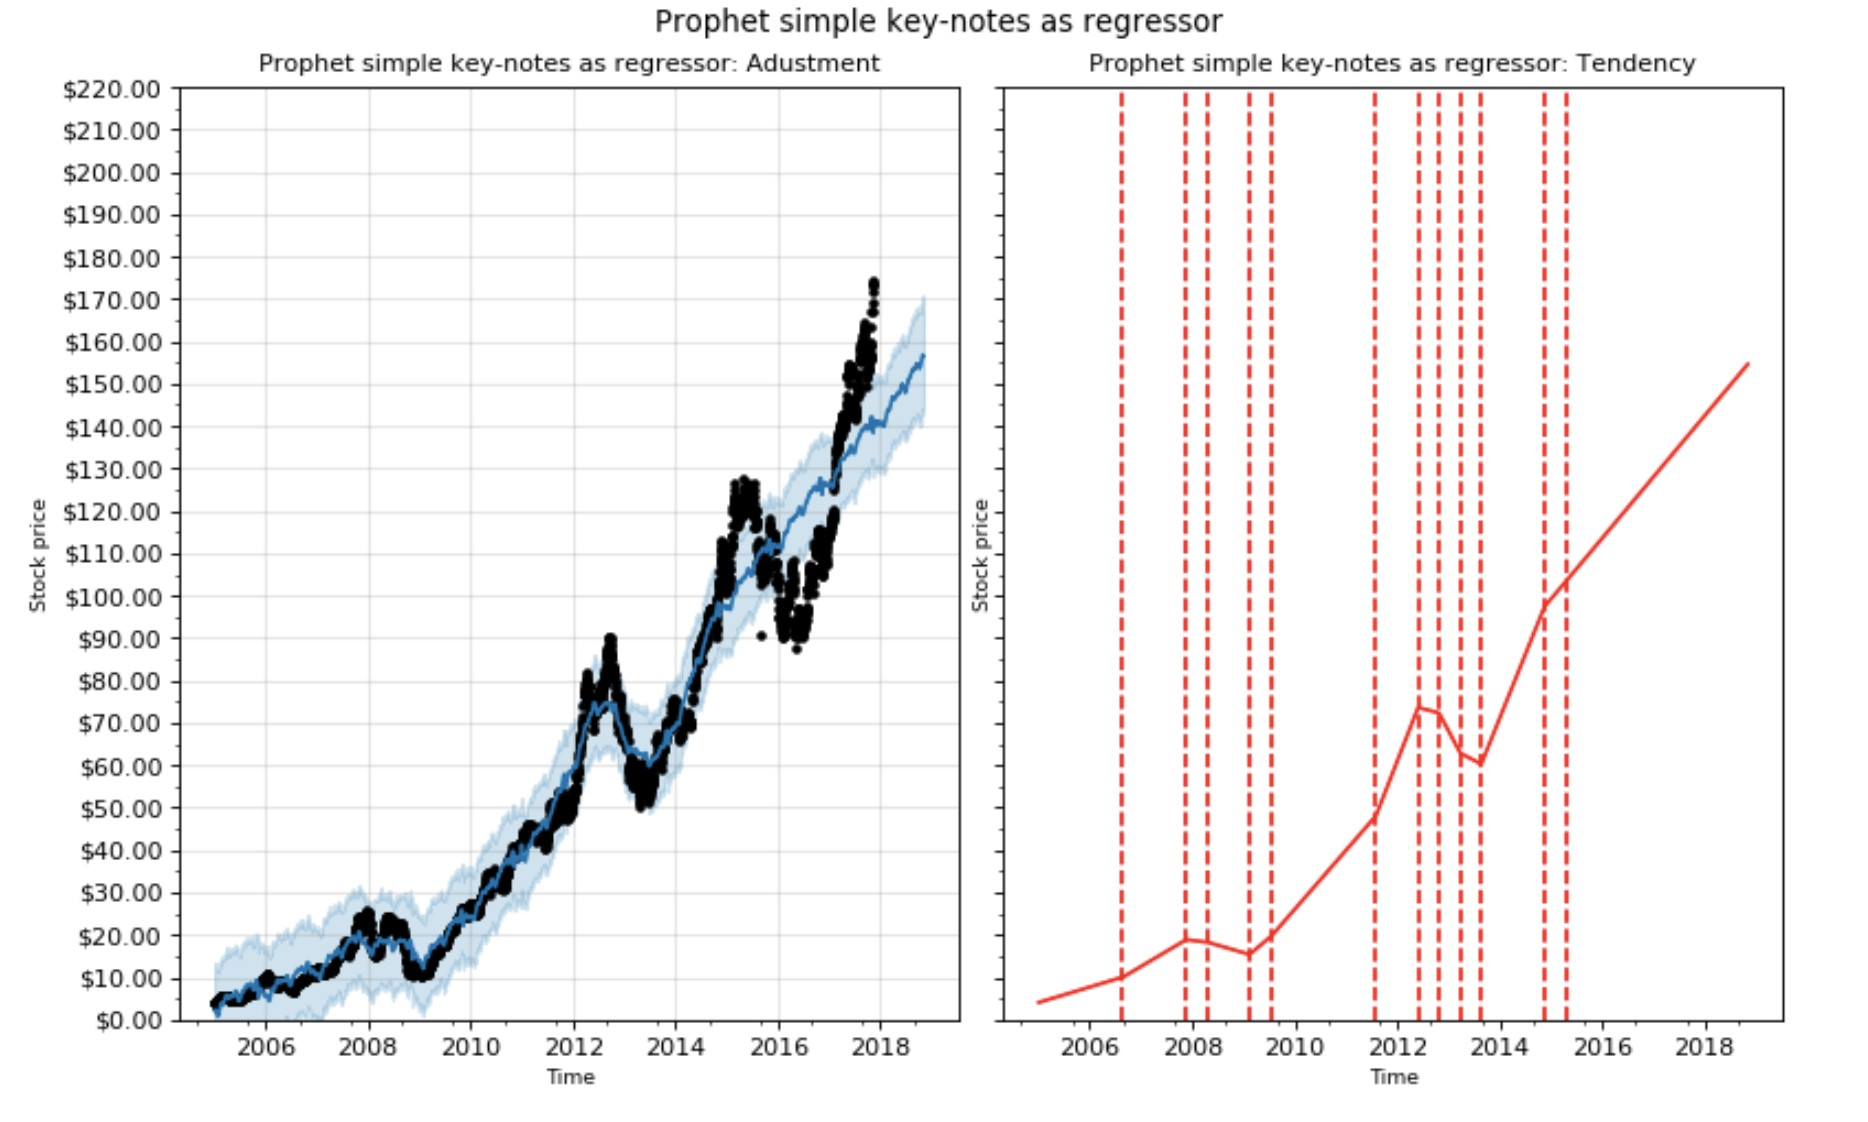 Prophet simple key-notes as regressor
Prophet simple key-notes as regressor: Adustment
$220.00
$210.00
$200.00
$190.00
$180.00
$170.00
$160.00
$150.00
$140.00
$130.00
$120.00
$110.00
$100.00
$90.00
$80.00
$70.00
$60.00
$50.00
$40.00
$30.00
$20.00
$10.00
$0.00
Stock price
2006 2008 2010 2012 2014 2016 2018
Time
Prophet simple key-notes as regressor: Tendency
Stock price
2006 2008 2010 2012 2014 2016 2018
Time